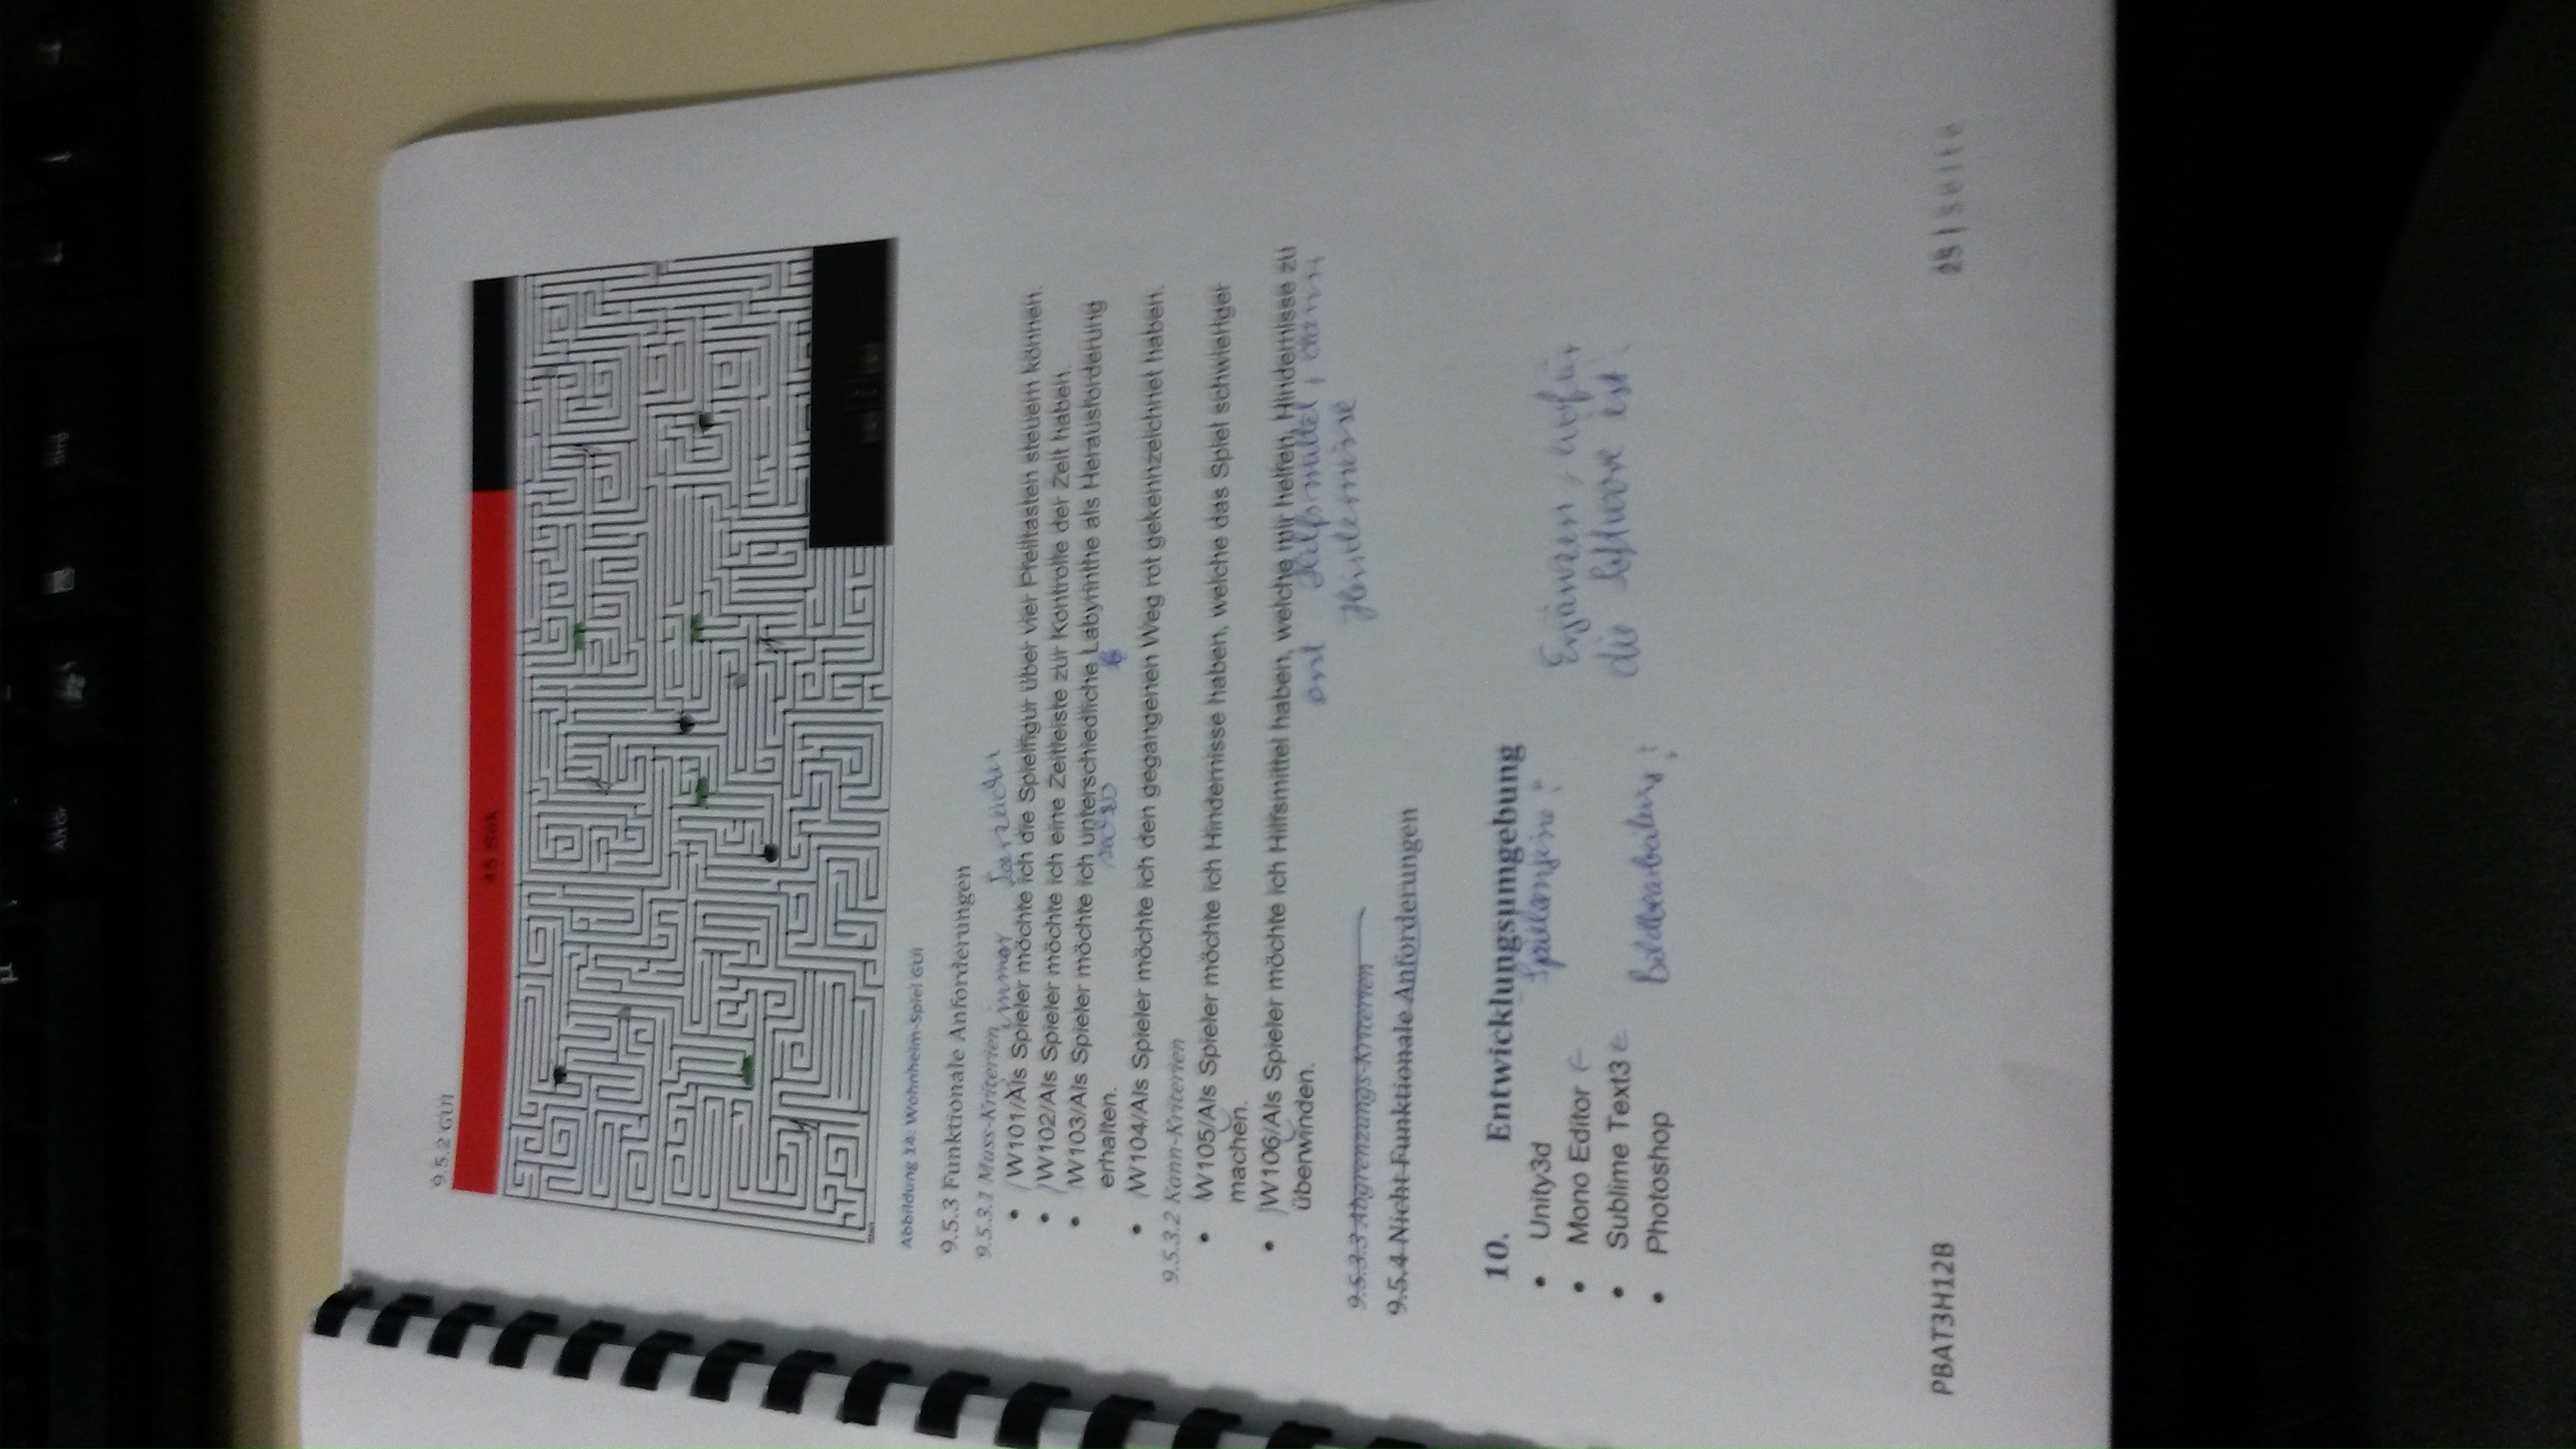 AltGr
Strg
9.5.2 GUI
45 Sek
Start
Abbildung 14: Wohnheim-Spiel GUI
9.5.3 Funktionale Anforderungen
9.5.3.1 Muss-Kriterien
immer Leerzeichen
/W101/Als Spieler möchte ich die Spielfigur über vier Pfeiltasten steuern können.
/W102/Als Spieler möchte ich eine Zeitleiste zur Kontrolle der Zeit haben.
/W103/Als Spieler möchte ich unterschiedliche Labyrinthe als Herausforderung
erhalten.
sechs 6
/W104/Als Spieler möchte ich den gegangenen Weg rot gekennzeichnet haben.
9.5.3.2 Kann-Kriterien
/W105/Als Spieler möchte ich Hindernisse haben, welche das Spiel schwieriger
machen.
/W106/Als Spieler möchte ich Hilfsmittel haben, welche mir helfen, Hindernisse zu
überwinden.
erst Hilfsmittel, dann
Hindernisse
9.5.3.3 Abgrenzungs-Kriterien
9.5.4 Nicht Funktionale Anforderungen
10. Entwicklungsumgebung
Unity3d
Spielengine:
Mono Editor
Sublime Text3
Photoshop
Bildbearbeitung:
Ergänzen, wofür
die Software ist.
PBAT3H12B
25 | Seite